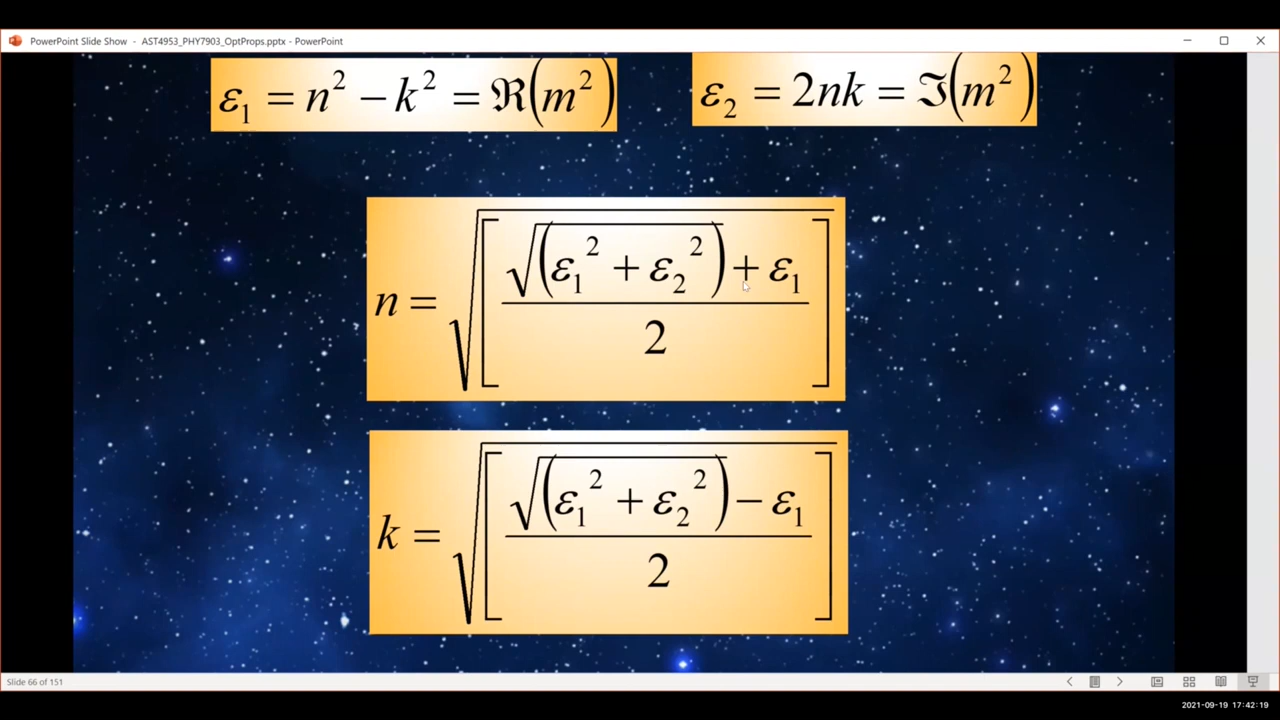 PowerPoint Slide Show - AST4953_PHY7903_OptProps.pptx - PowerPoint
ε₁ = n² − k² = ℜ(m²)
ε₂ = 2nk = ℑ(m²)
n = √[(√(ε₁² + ε₂²) + ε₁)/2]
k = √[(√(ε₁² + ε₂²) − ε₁)/2]
Slide 66 of 151
2021-09-19 17:42:19